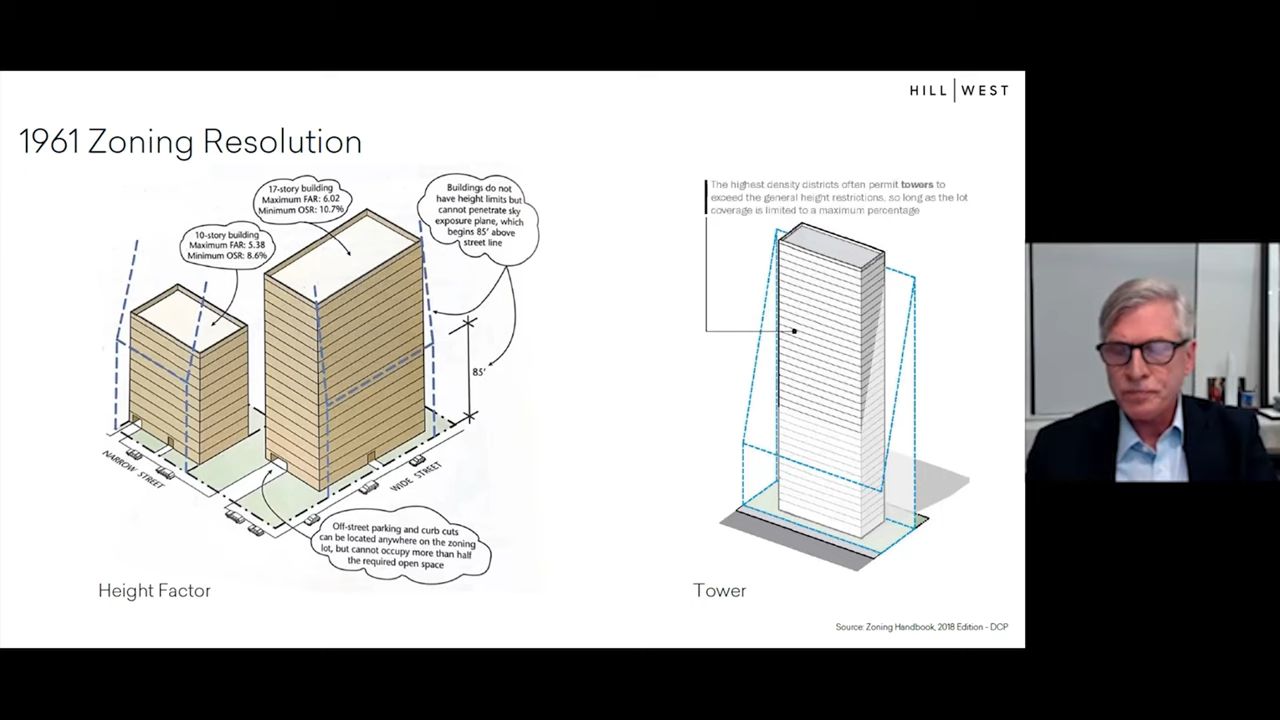 HILL WEST
1961 Zoning Resolution
17-story building
Maximum FAR: 6.02
Minimum OSR: 10.7%
10-story building
Maximum FAR: 5.38
Minimum OSR: 8.6%
Buildings do not
have height limits but
cannot penetrate sky
exposure plane, which
begins 85' above
street line
85'
NARROW STREET
WIDE STREET
Off-street parking and curb cuts
can be located anywhere on the zoning
lot, but cannot occupy more than half
the required open space
Height Factor
The highest density districts often permit towers to
exceed the general height restrictions, so long as the lot
coverage is limited to a maximum percentage
Tower
Source: Zoning Handbook, 2018 Edition - DCP